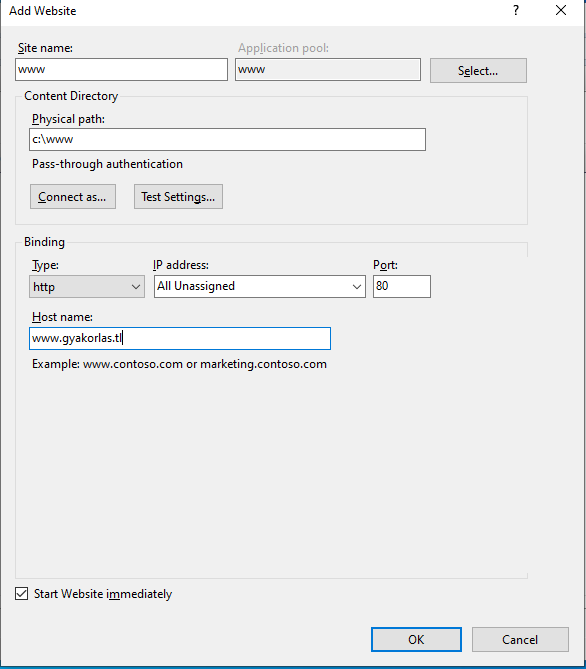 Add Website ?
Site name: Application pool:
www www Select...
Content Directory
Physical path:
c:\www
Pass-through authentication
Connect as... Test Settings...
Binding
Type: IP address: Port:
http All Unassigned 80
Host name:
www.gyakorlas.tl
Example: www.contoso.com or marketing.contoso.com
Start Website immediately
OK Cancel